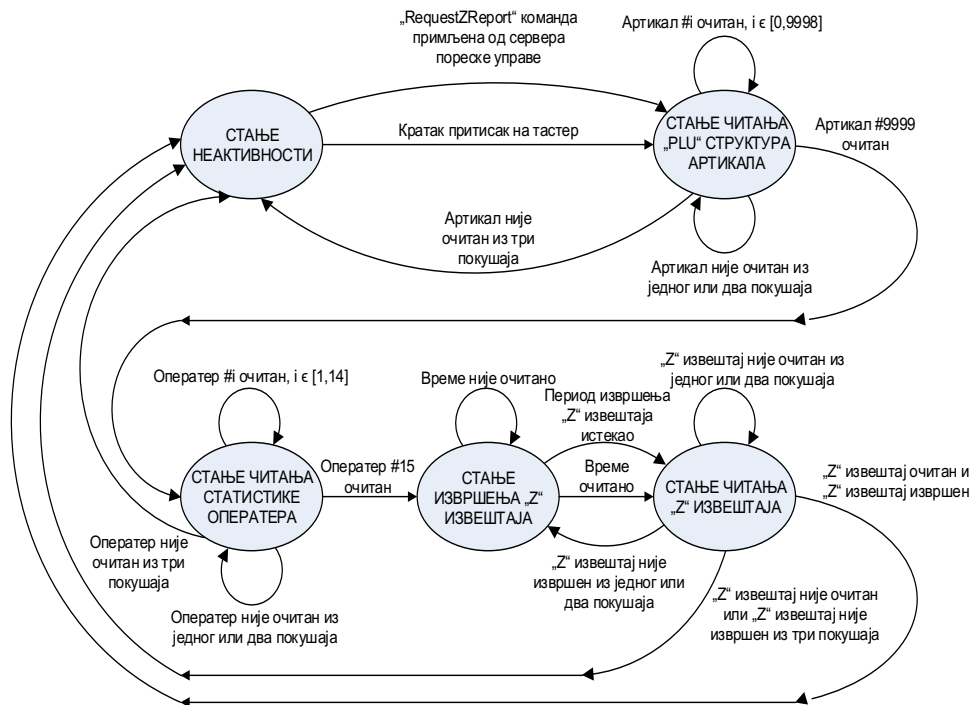 „RequestZReport“ команда
примљена од сервера
пореске управе
Артикал #i очитан, i є [0,9998]
СТАЊЕ
НЕАКТИВНОСТИ
Кратак притисак на тастер
СТАЊЕ ЧИТАЊА
„PLU“ СТРУКТУРА
АРТИКАЛА
Артикал #9999
очитан
Артикал није
очитан из три
покушаја
Артикал није очитан из
једног или два покушаја
Оператер #i очитан, i є [1,14]
Време није очитано
Период извршења
„Z“ извештаја
истекао
„Z“ извештај није очитан из
једног или два покушаја
СТАЊЕ ЧИТАЊА
СТАТИСТИКЕ
ОПЕРАТЕРА
Оператер #15
очитан
СТАЊЕ
ИЗВРШЕЊА „Z“
ИЗВЕШТАЈА
Време
очитано
СТАЊЕ ЧИТАЊА
„Z“ ИЗВЕШТАЈА
„Z“ извештај очитан и
„Z“ извештај извршен
Оператер није
очитан из три
покушаја
Оператер није очитан из
једног или два покушаја
„Z“ извештај није
извршен из једног или
два покушаја
„Z“ извештај није очитан
или „Z“ извештај није
извршен из три покушаја